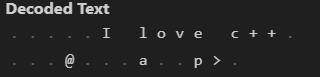 Decoded Text
. . . . . I   l o v e   c + + .
. . . @ . . . a . . p > .